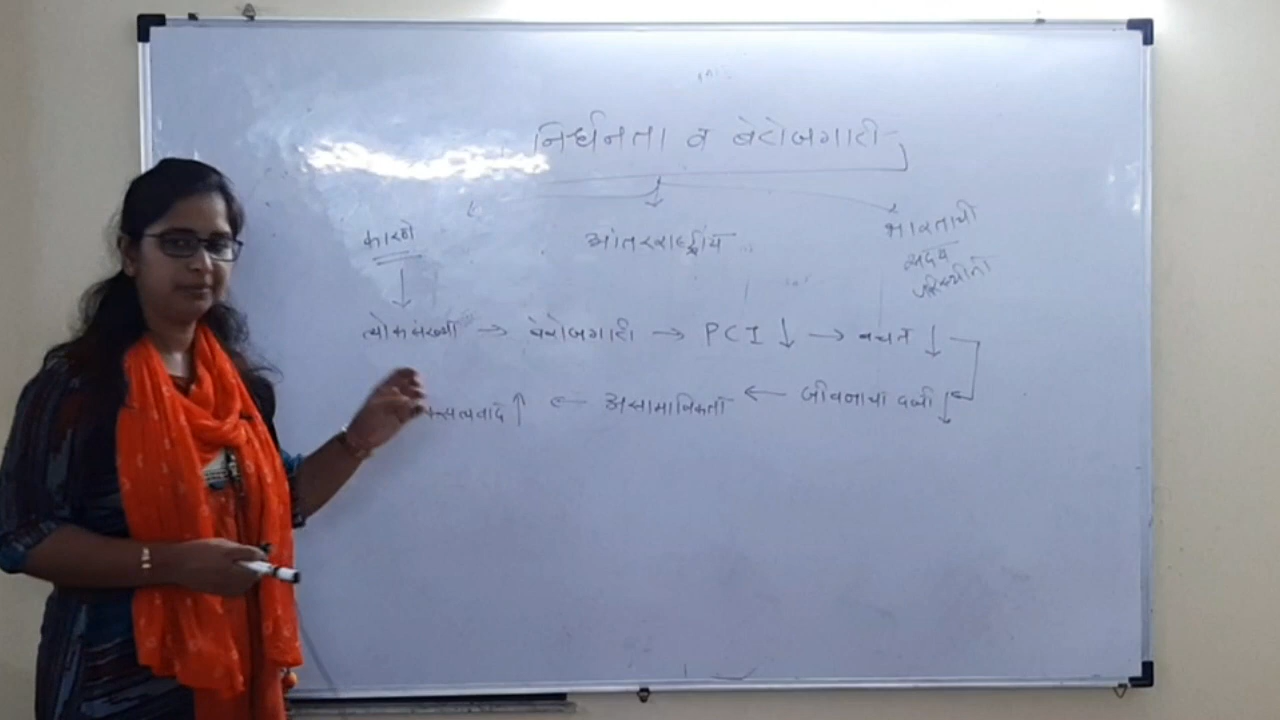 निर्धनता व बेरोजगारी
कारणे
आंतरराष्ट्रीय
भारताची
सद्य
परिस्थीती
लोकसंख्या → बेरोजगारी → PCI ↓ → बचत ↓
जीवनाचा दर्जा ↓
← असामाजिकता ←
↑